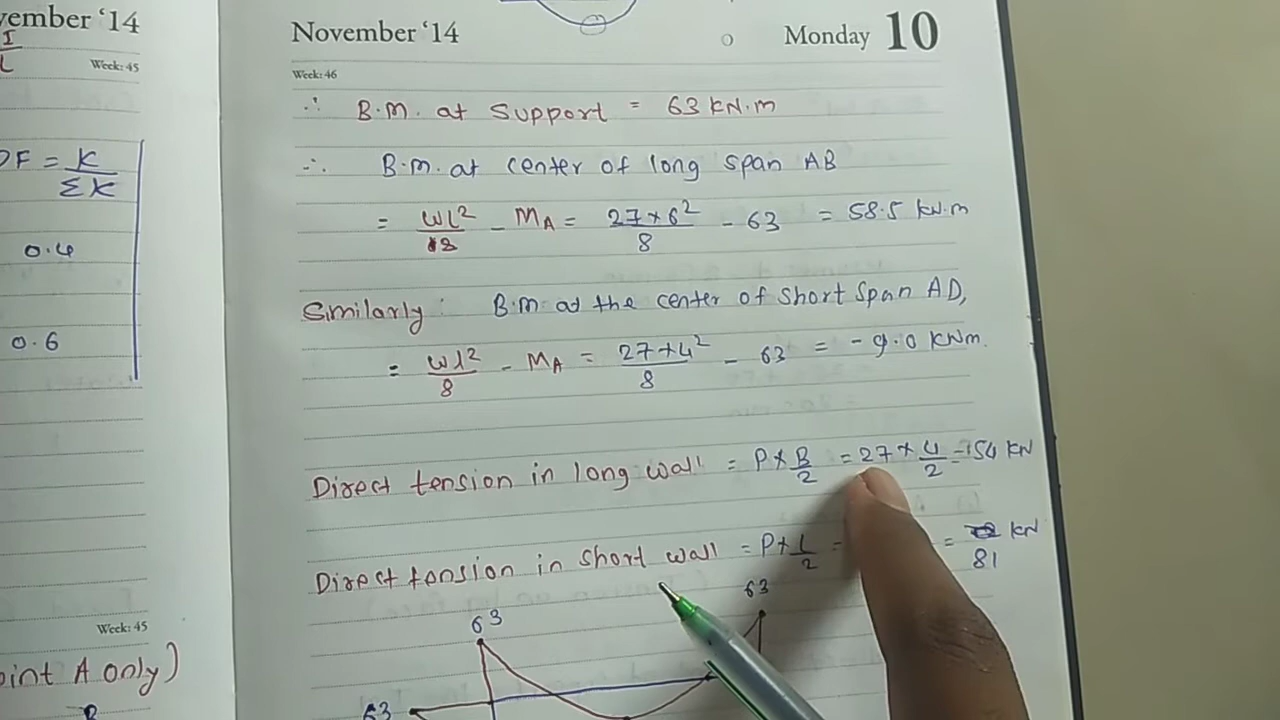 vember ‘14
I
L
Week: 45
DF = K
ΣK
0.4
0.6
Week: 45
oint A only)
B
November ‘14
Monday 10
Week: 46
∴ B.M. at Support = 63 kN.m
∴ B.M. at center of long span AB
= wl²/8 - MA = 27×6²/8 - 63 = 58.5 kN.m
Similarly: B.M at the center of short span AD,
= wl²/8 - MA = 27×4²/8 - 63 = -9.0 kNm.
Direct tension in long wall = P×B/2 = 27×4/2 = 54 kN
Direct tension in short wall = P×L/2 = = 81 kN
63
63
63